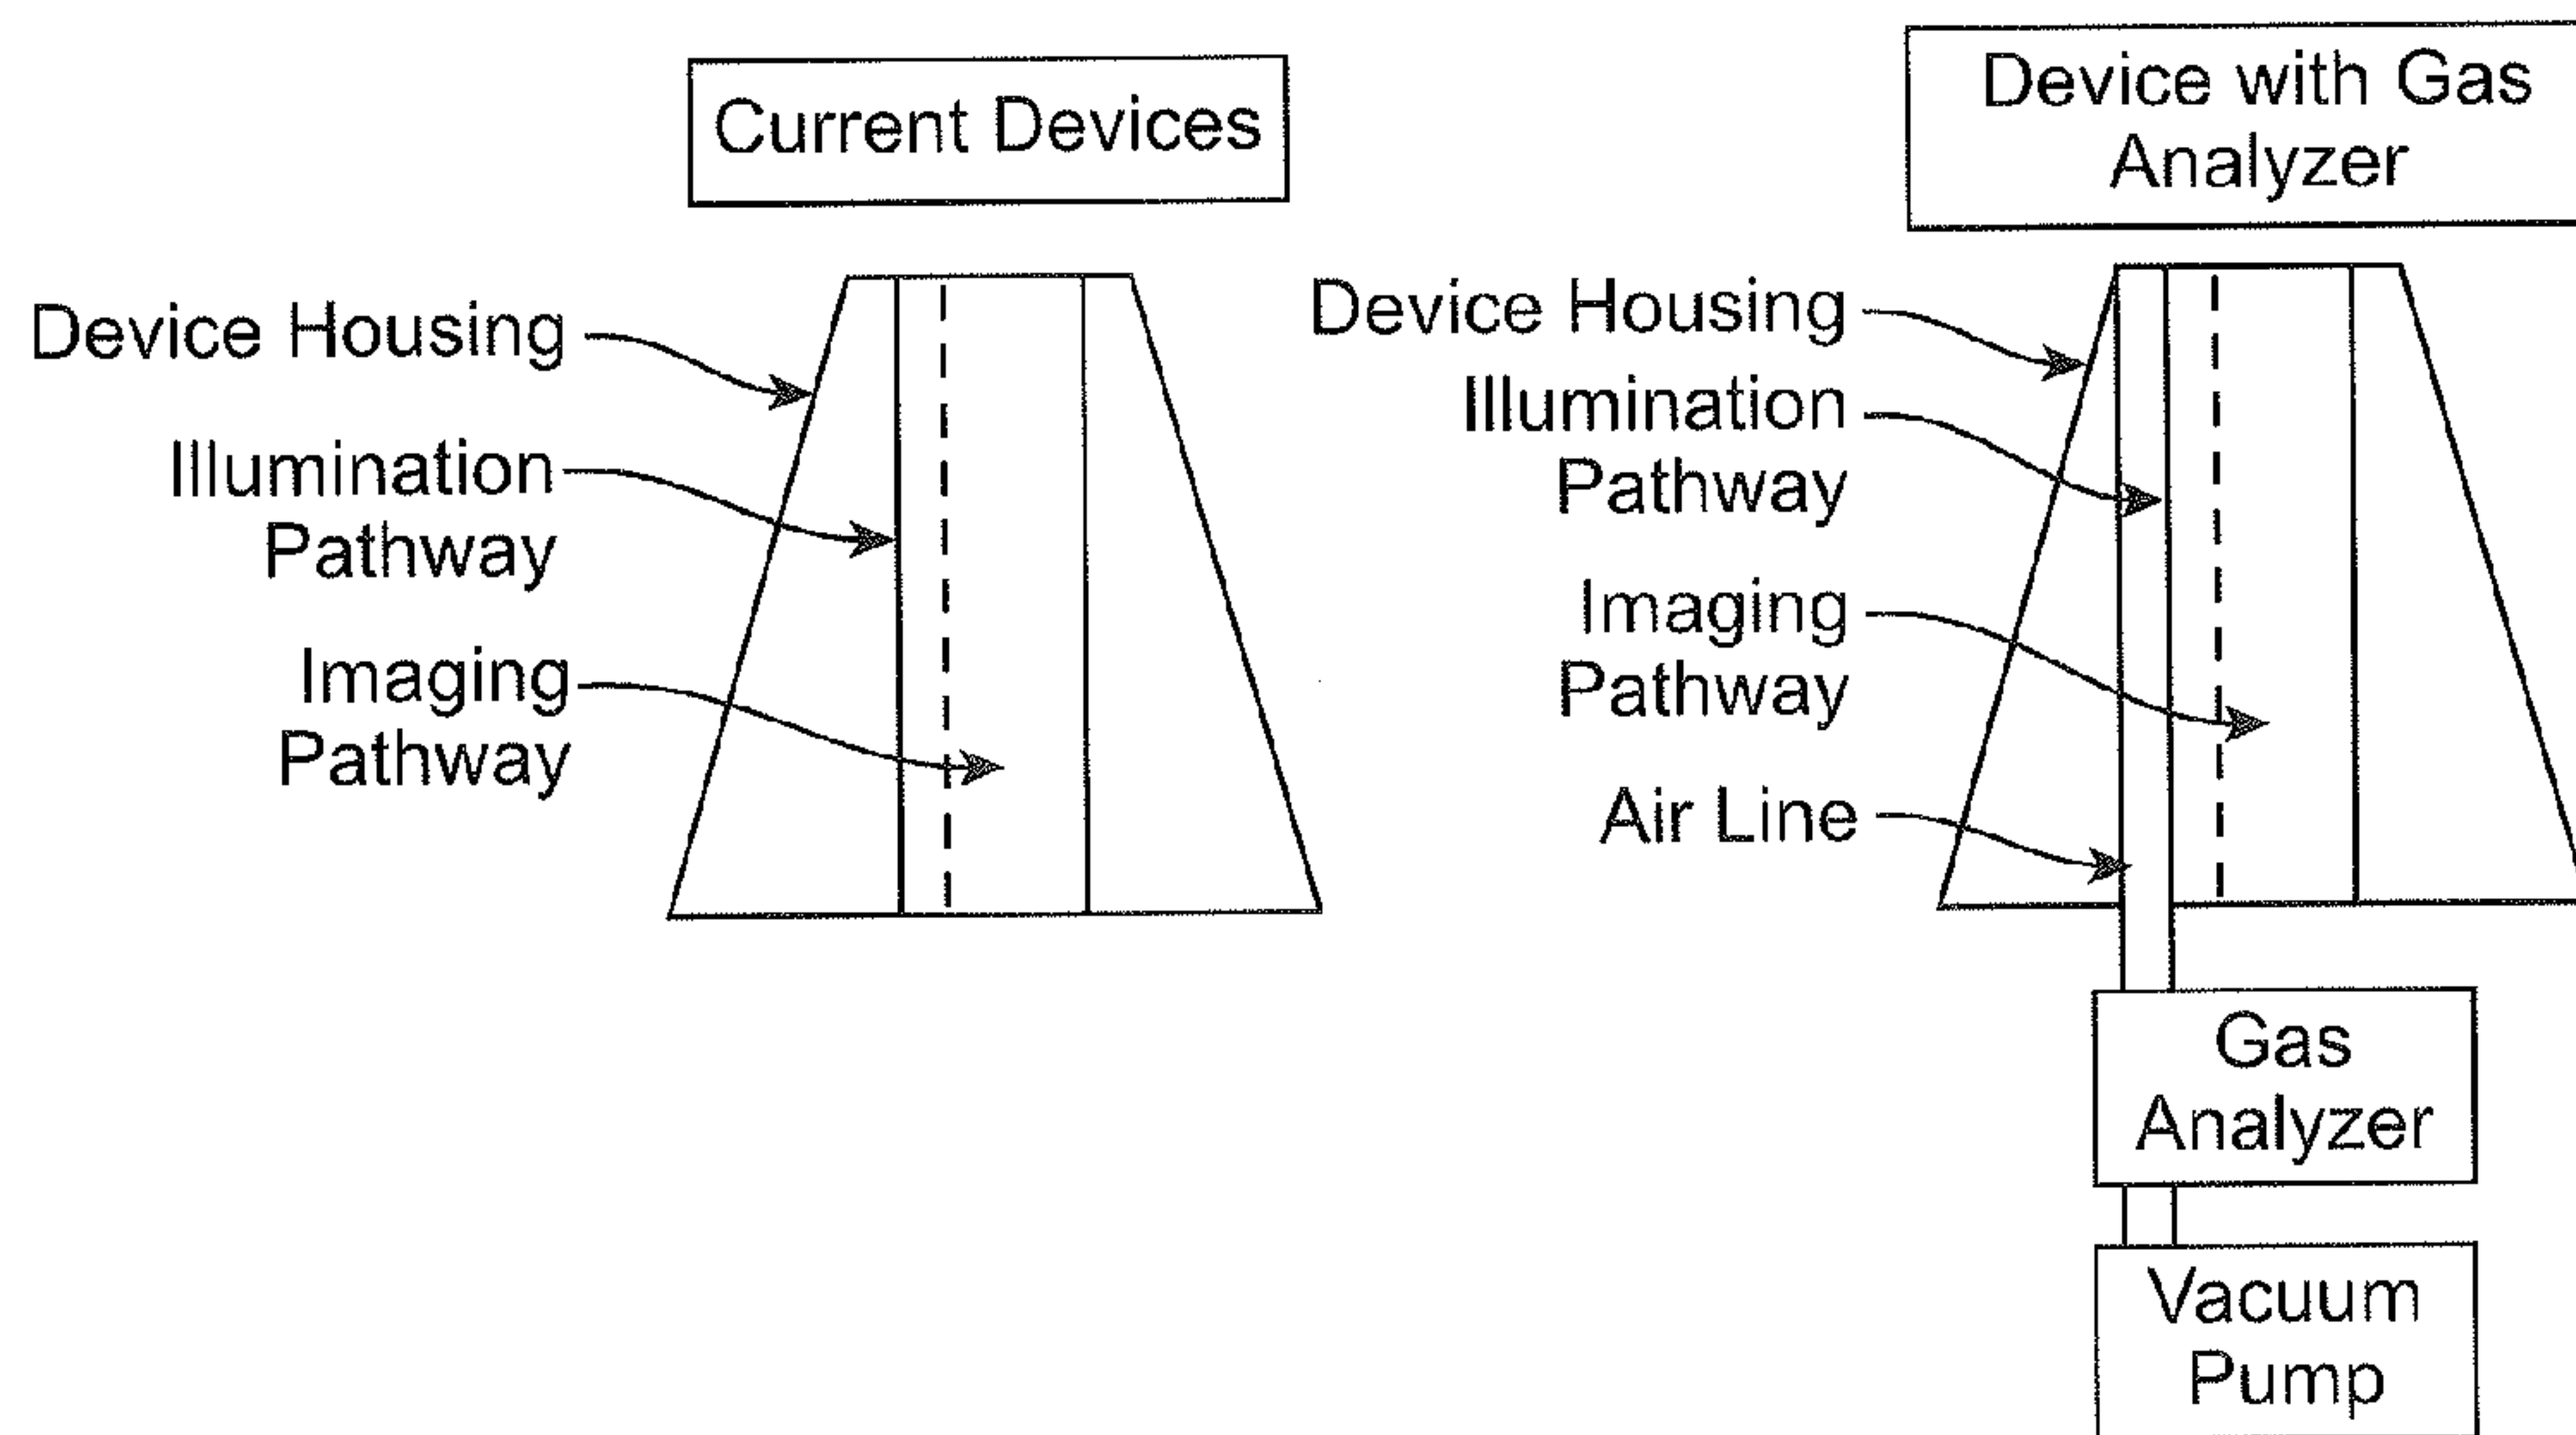 Current Devices
Device Housing
Illumination
Pathway
Imaging
Pathway
Device with Gas
Analyzer
Device Housing
Illumination
Pathway
Imaging
Pathway
Air Line
Gas
Analyzer
Vacuum
Pump